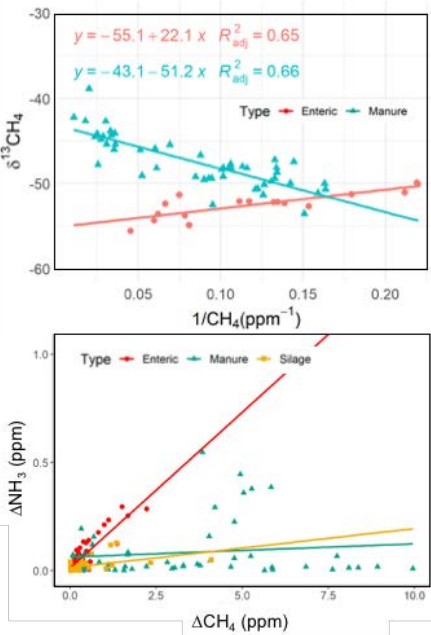 -30
y = −55.1+22.1 x R²adj = 0.65
y = −43.1−51.2 x R²adj = 0.66
-40
Type Enteric Manure
δ¹³CH₄
-50
-60
0.05 0.10 0.15 0.20
1/CH₄(ppm⁻¹)
Type Enteric Manure Silage
1.0
ΔNH₃ (ppm)
0.5
0.0
0.0 2.5 5.0 7.5 10.0
ΔCH₄ (ppm)